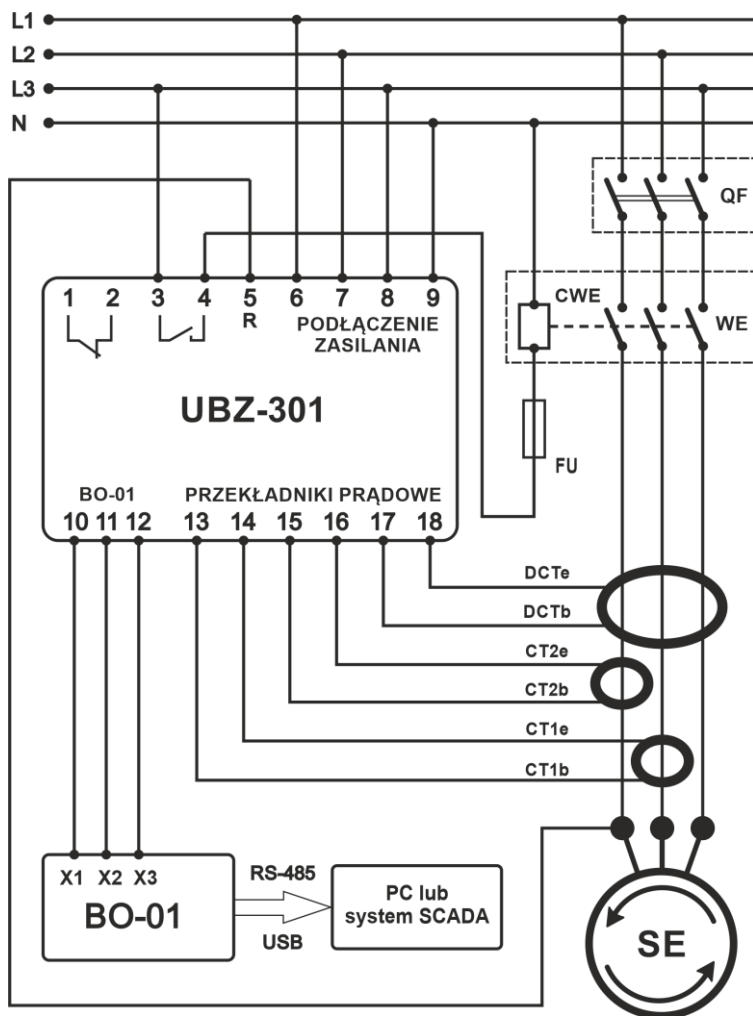 L1
L2
L3
N
QF
1 2 3 4 5 6 7 8 9
R
PODŁĄCZENIE
ZASILANIA
CWE
WE
UBZ-301
FU
BO-01
PRZEKŁADNIKI PRĄDOWE
10 11 12 13 14 15 16 17 18
DCTe
DCTb
CT2e
CT2b
CT1e
CT1b
X1 X2 X3
BO-01
RS-485
USB
PC lub
system SCADA
SE